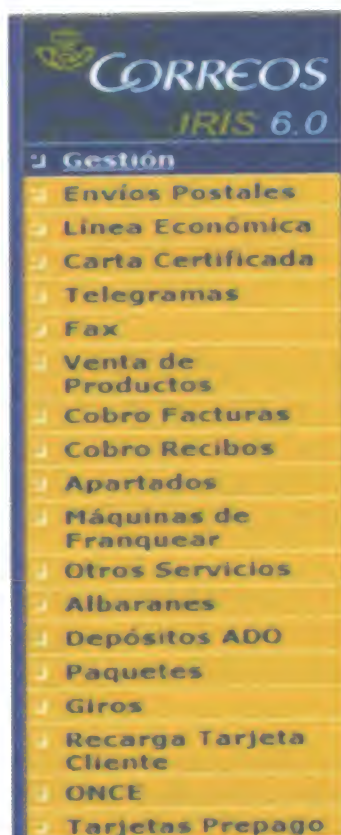 CORREOS
IRIS 6.0
Gestión
Envíos Postales
Línea Económica
Carta Certificada
Telegramas
Fax
Venta de
Productos
Cobro Facturas
Cobro Recibos
Apartados
Máquinas de
Franquear
Otros Servicios
Albaranes
Depósitos ADO
Paquetes
Giros
Recarga Tarjeta
Cliente
ONCE
Tarjetas Prepago